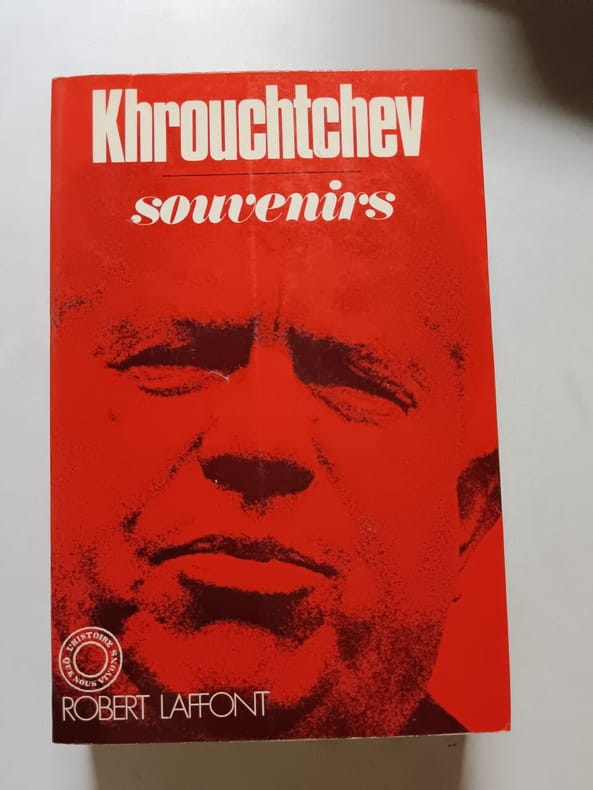 Khrouchtchev
souvenirs
L'HISTOIRE
QUE NOUS VIVONS
ROBERT LAFFONT